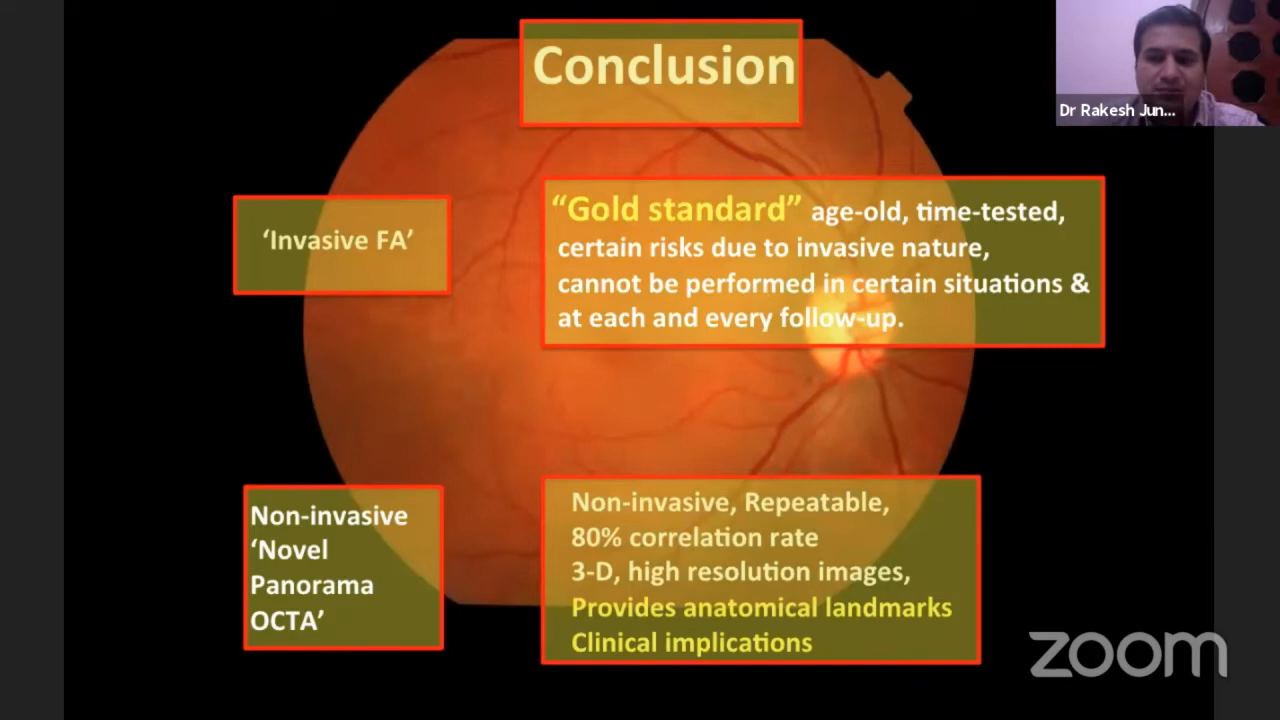 Conclusion
Dr Rakesh Jun...
‘Invasive FA’
“Gold standard” age-old, time-tested,
certain risks due to invasive nature,
cannot be performed in certain situations &
at each and every follow-up.
Non-invasive
‘Novel
Panorama
OCTA’
Non-invasive, Repeatable,
80% correlation rate
3-D, high resolution images,
Provides anatomical landmarks
Clinical implications
zoom